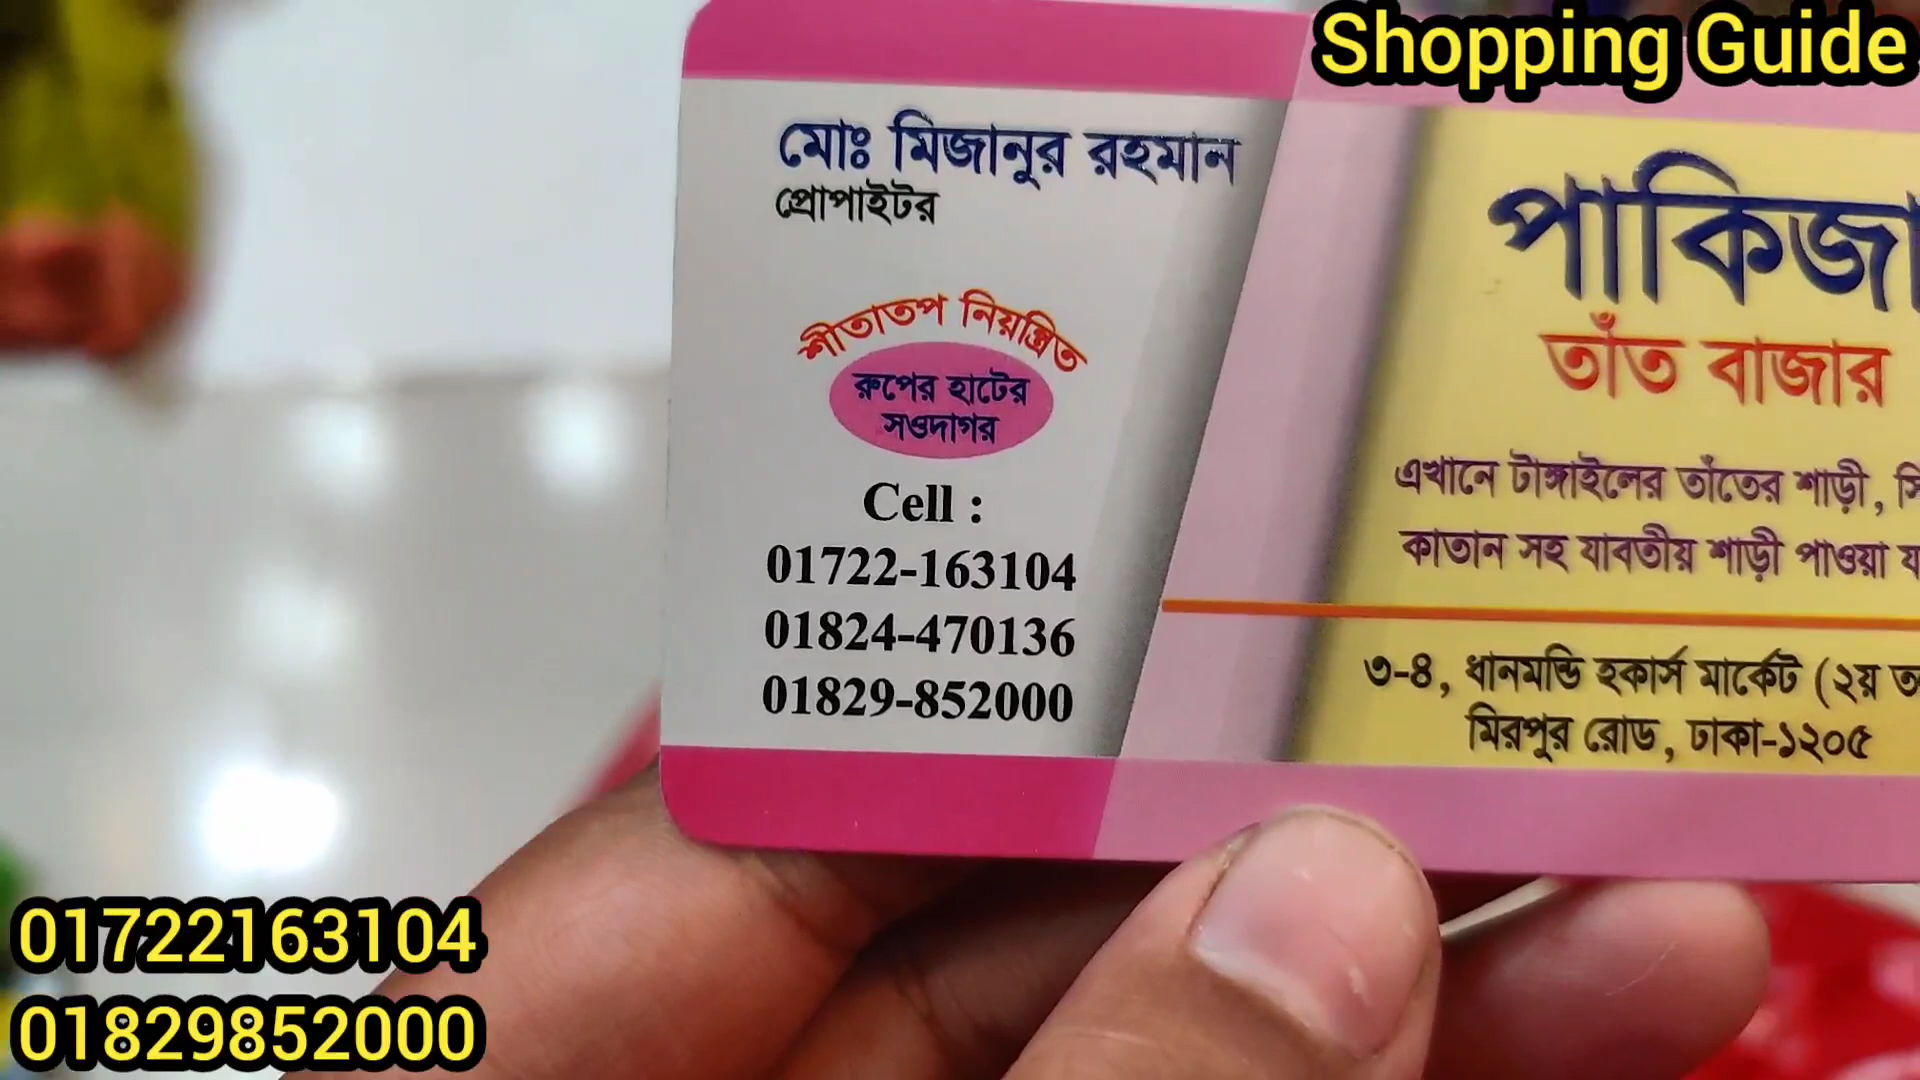 Shopping Guide
মোঃ মিজানুর রহমান
প্রোপাইটর
শীতাতপ নিয়ন্ত্রিত
রুপের হাটের
সওদাগর
Cell :
01722-163104
01824-470136
01829-852000
পাকিজা
তাঁত বাজার
এখানে টাঙ্গাইলের তাঁতের শাড়ী,
কাতান সহ যাবতীয় শাড়ী পাওয়া
৩-৪, ধানমন্ডি হকার্স মার্কেট (২য়
মিরপুর রোড, ঢাকা-১২০৫
01722163104
01829852000